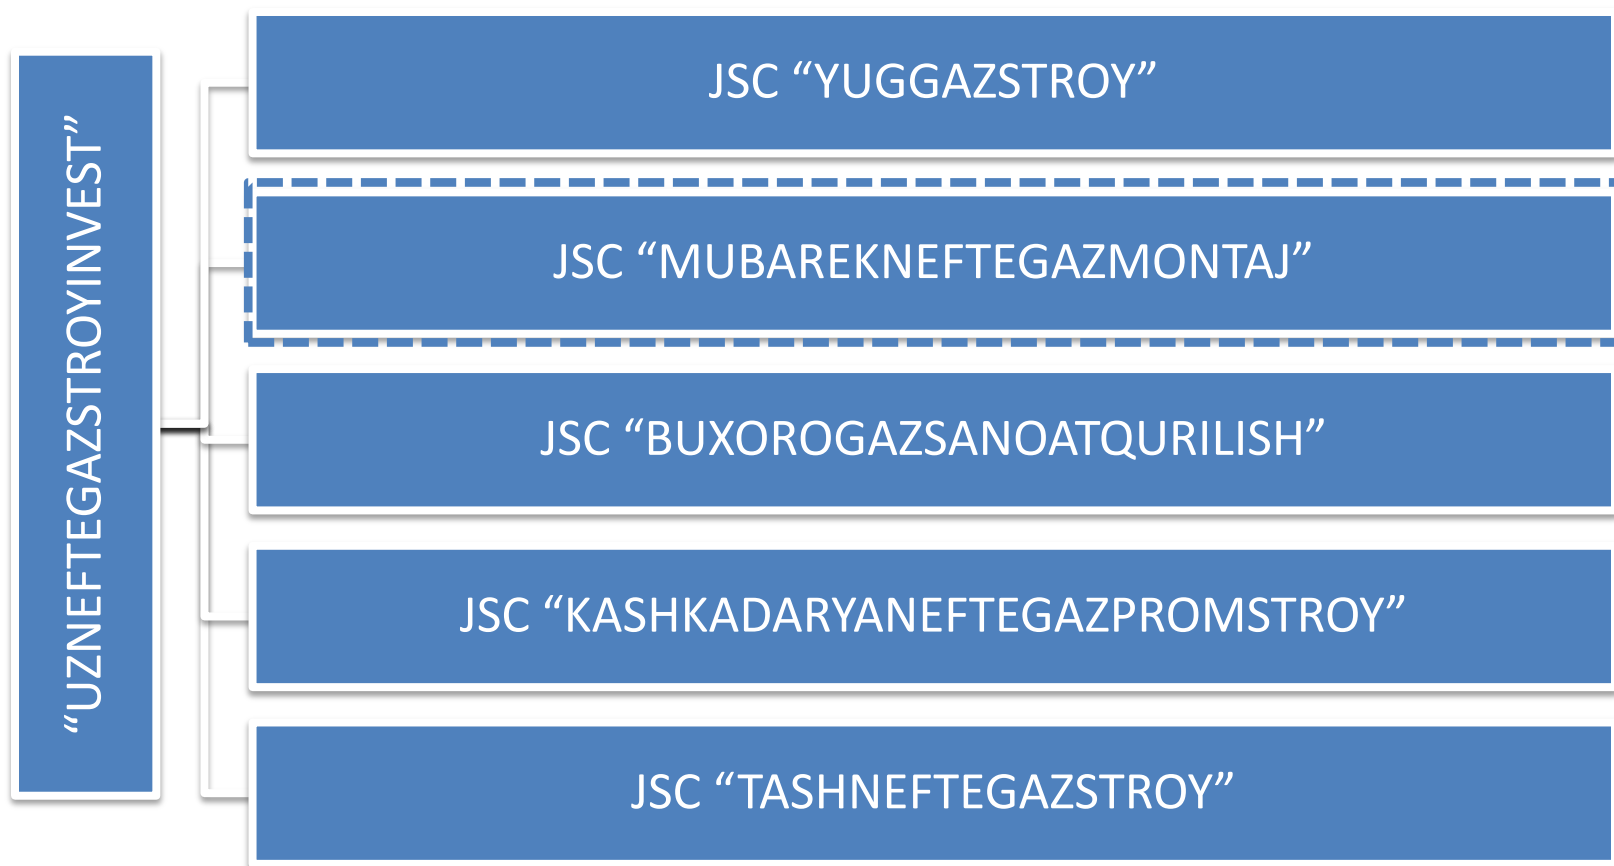 “UZNEFTEGAZSTROYINVEST”
JSC “YUGGAZSTROY”
JSC “MUBAREKNEFTEGAZMONTAJ”
JSC “BUXOROGAZSANOATQURILISH”
JSC “KASHKADARYANEFTEGAZPROMSTROY”
JSC “TASHNEFTEGAZSTROY”